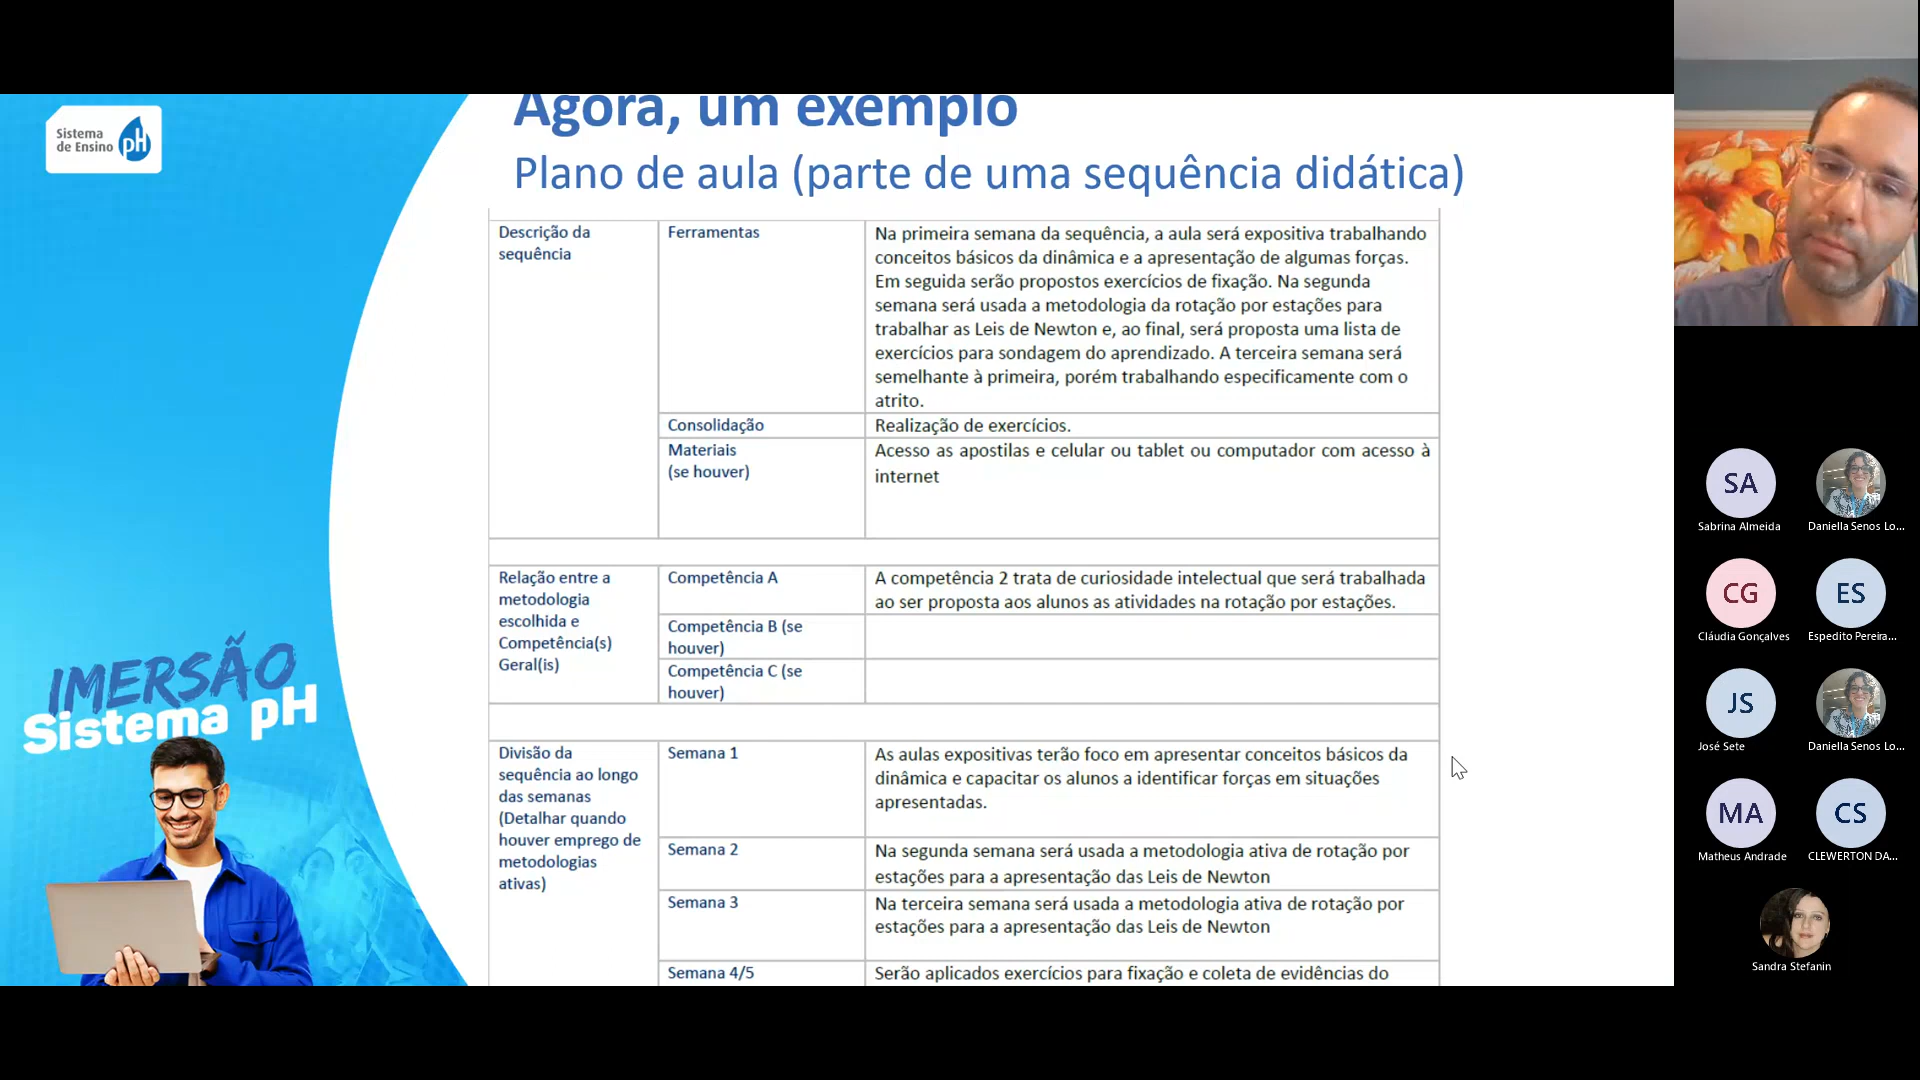 Agora, um exemplo
Plano de aula (parte de uma sequência didática)
Sistema
de Ensino
pH
Descrição da
sequência
Ferramentas
Na primeira semana da sequência, a aula será expositiva trabalhando
conceitos básicos da dinâmica e a apresentação de algumas forças.
Em seguida serão propostos exercícios de fixação. Na segunda
semana será usada a metodologia da rotação por estações para
trabalhar as Leis de Newton e, ao final, será proposta uma lista de
exercícios para sondagem do aprendizado. A terceira semana será
semelhante à primeira, porém trabalhando especificamente com o
atrito.
Consolidação
Realização de exercícios.
Materiais
(se houver)
Acesso as apostilas e celular ou tablet ou computador com acesso à
internet
Relação entre a
metodologia
escolhida e
Competência(s)
Geral(is)
Competência A
A competência 2 trata de curiosidade intelectual que será trabalhada
ao ser proposta aos alunos as atividades na rotação por estações.
Competência B (se
houver)
Competência C (se
houver)
Divisão da
sequência ao longo
das semanas
(Detalhar quando
houver emprego de
metodologias
ativas)
Semana 1
As aulas expositivas terão foco em apresentar conceitos básicos da
dinâmica e capacitar os alunos a identificar forças em situações
apresentadas.
Semana 2
Na segunda semana será usada a metodologia ativa de rotação por
estações para a apresentação das Leis de Newton
Semana 3
Na terceira semana será usada a metodologia ativa de rotação por
estações para a apresentação das Leis de Newton
Semana 4/5
Serão aplicados exercícios para fixação e coleta de evidências do
IMERSÃO
Sistema pH
SA
Sabrina Almeida
Daniella Senos Lo...
CG
Cláudia Gonçalves
ES
Espedito Pereira...
JS
José Sete
Daniella Senos Lo...
MA
Matheus Andrade
CS
CLEWERTON DA...
Sandra Stefanin